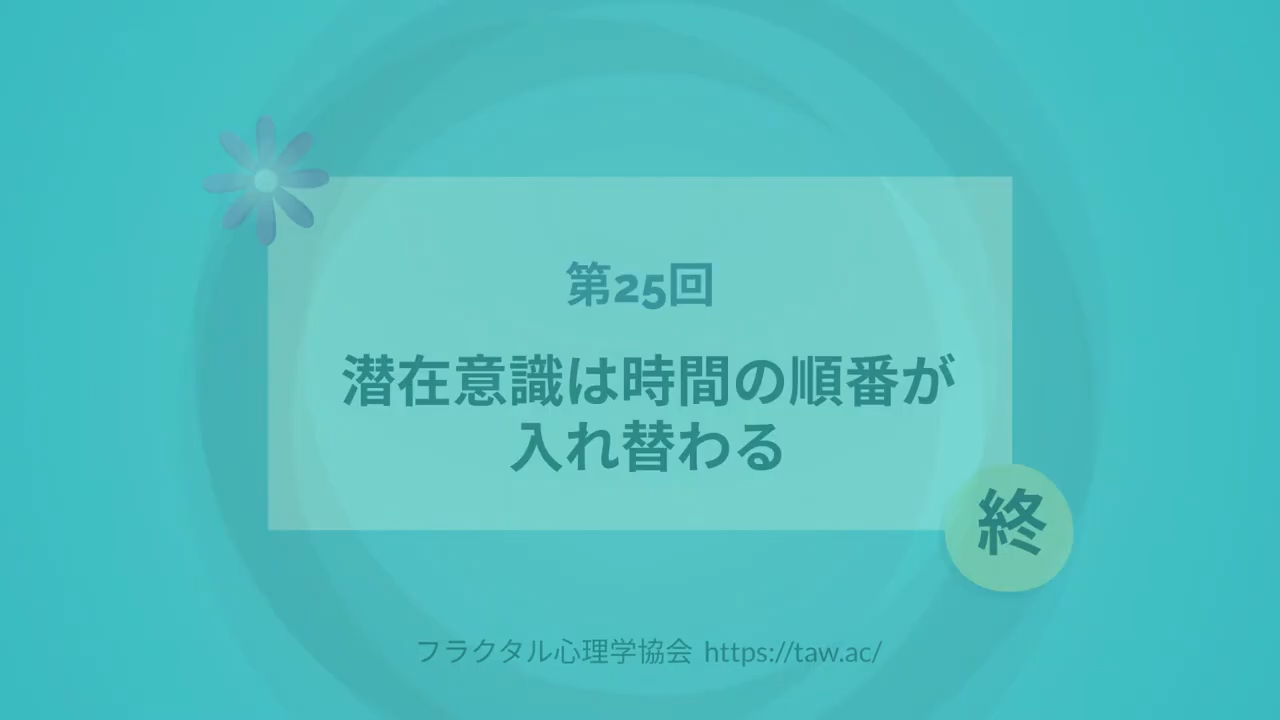 第25回
潜在意識は時間の順番が
入れ替わる
終
フラクタル心理学協会 https://taw.ac/